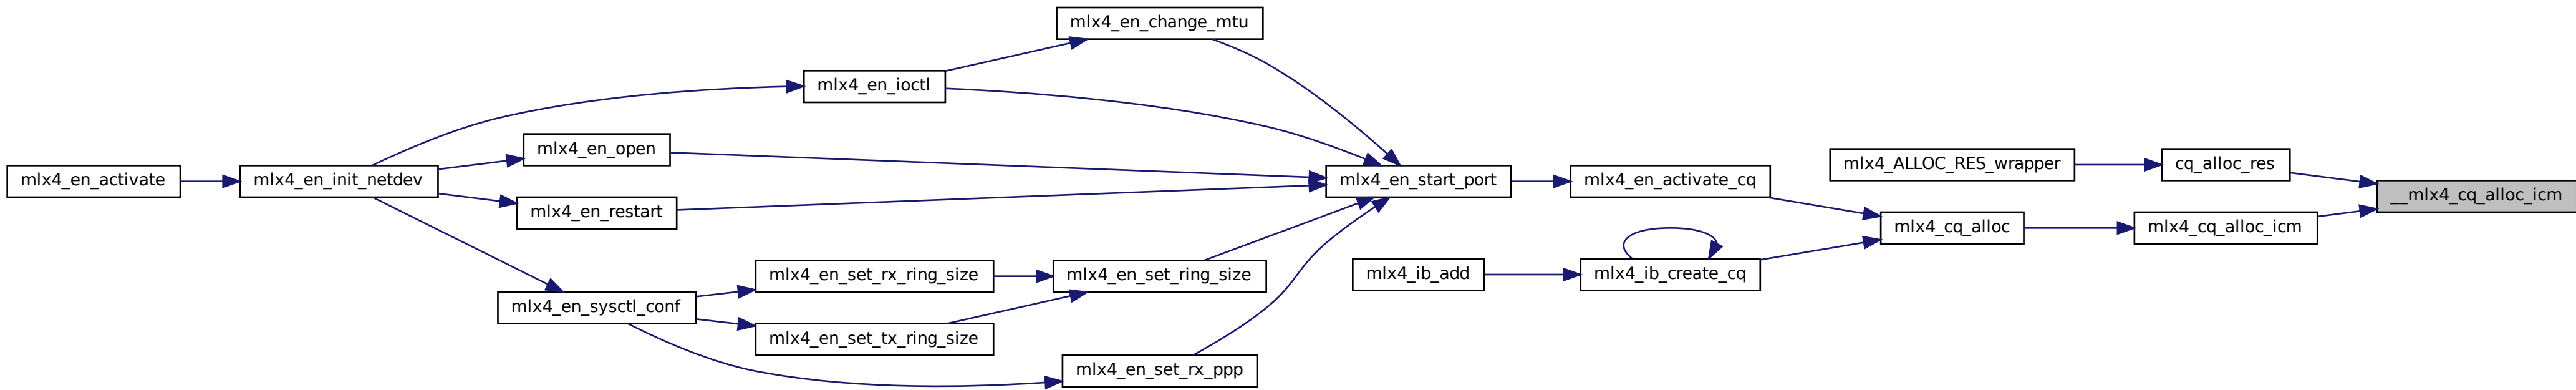 mlx4_en_change_mtu
mlx4_en_ioctl
mlx4_en_open
mlx4_en_activate
mlx4_en_init_netdev
mlx4_en_restart
mlx4_en_start_port
mlx4_en_activate_cq
mlx4_ALLOC_RES_wrapper
cq_alloc_res
__mlx4_cq_alloc_icm
mlx4_cq_alloc
mlx4_cq_alloc_icm
mlx4_en_set_rx_ring_size
mlx4_en_set_ring_size
mlx4_ib_add
mlx4_ib_create_cq
mlx4_en_sysctl_conf
mlx4_en_set_tx_ring_size
mlx4_en_set_rx_ppp